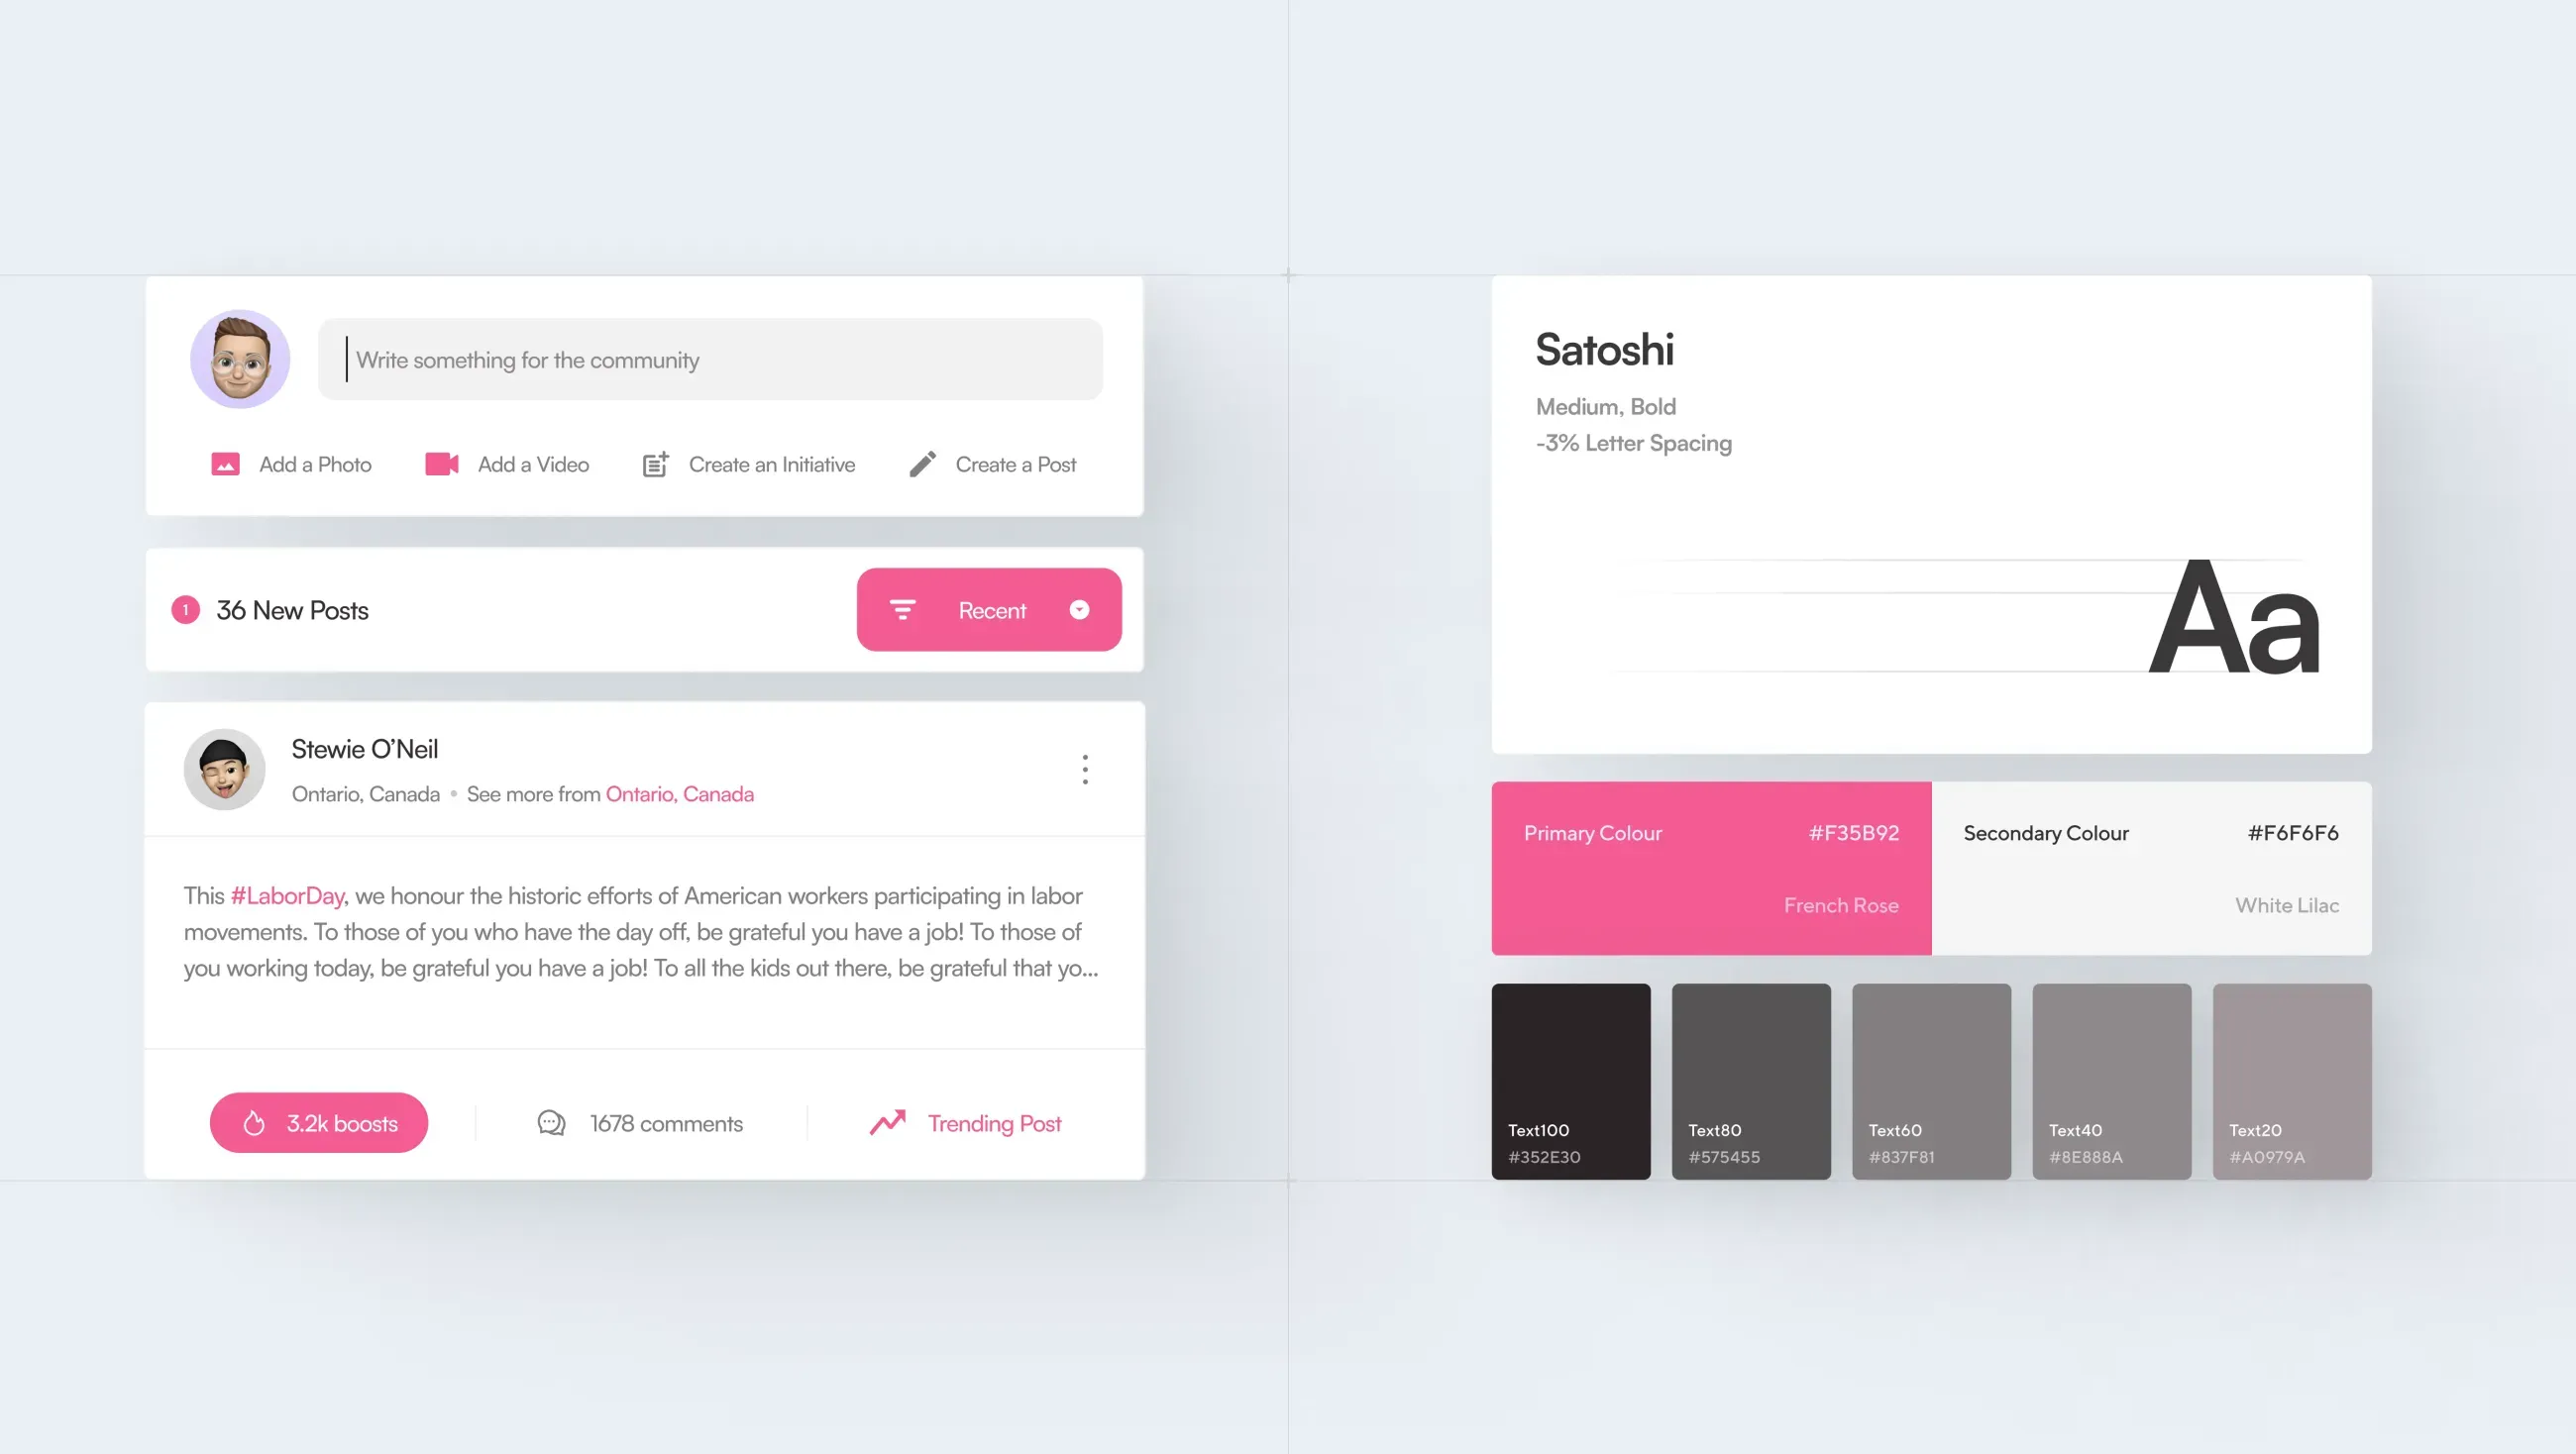 Write something for the community
Add a Photo
Add a Video
Create an Initiative
Create a Post
1
36 New Posts
Recent
Stewie O’Neil
Ontario, Canada • See more from Ontario, Canada
This #LaborDay, we honour the historic efforts of American workers participating in labor
movements. To those of you who have the day off, be grateful you have a job! To those of
you working today, be grateful you have a job! To all the kids out there, be grateful that yo...
3.2k boosts
1678 comments
Trending Post
Satoshi
Medium, Bold
-3% Letter Spacing
Aa
Primary Colour
#F35B92
French Rose
Secondary Colour
#F6F6F6
White Lilac
Text100
#352E30
Text80
#575455
Text60
#837F81
Text40
#8E888A
Text20
#A0979A